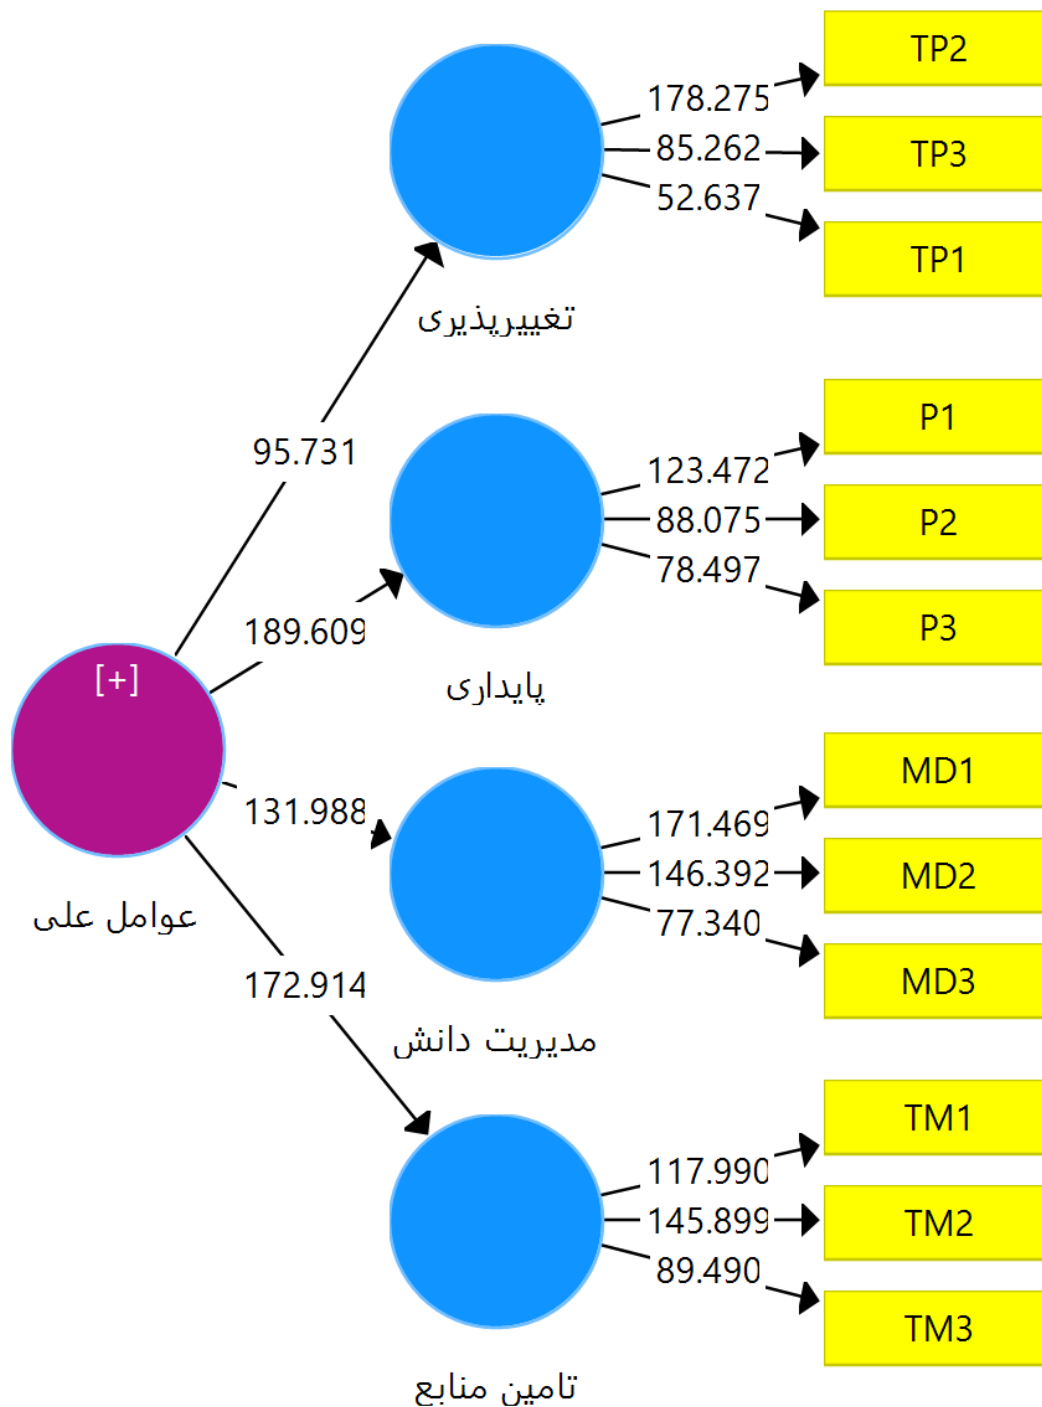 TP2
178.275
85.262
TP3
52.637
TP1
تغییرپذیری
P1
95.731
123.472
88.075
P2
78.497
P3
189.609
[+]
پایداری
MD1
131.988
171.469
146.392
MD2
77.340
عوامل علی
MD3
172.914
مدیریت دانش
TM1
117.990
145.899
TM2
89.490
TM3
تامین منابع